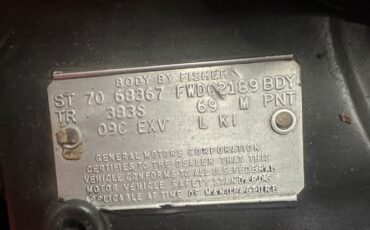 BODY BY FISHER
ST 70 68367 FWD02189 BDY
TR 333S 69 M PNT
09C EXV L KI
GENERAL MOTORS CORPORATION
CERTIFIES TO THE DEALER THAT THIS
VEHICLE CONFORMS TO ALL U.S. FEDERAL
MOTOR VEHICLE SAFETY STANDARDS
APPLICABLE AT TIME OF MANUFACTURE